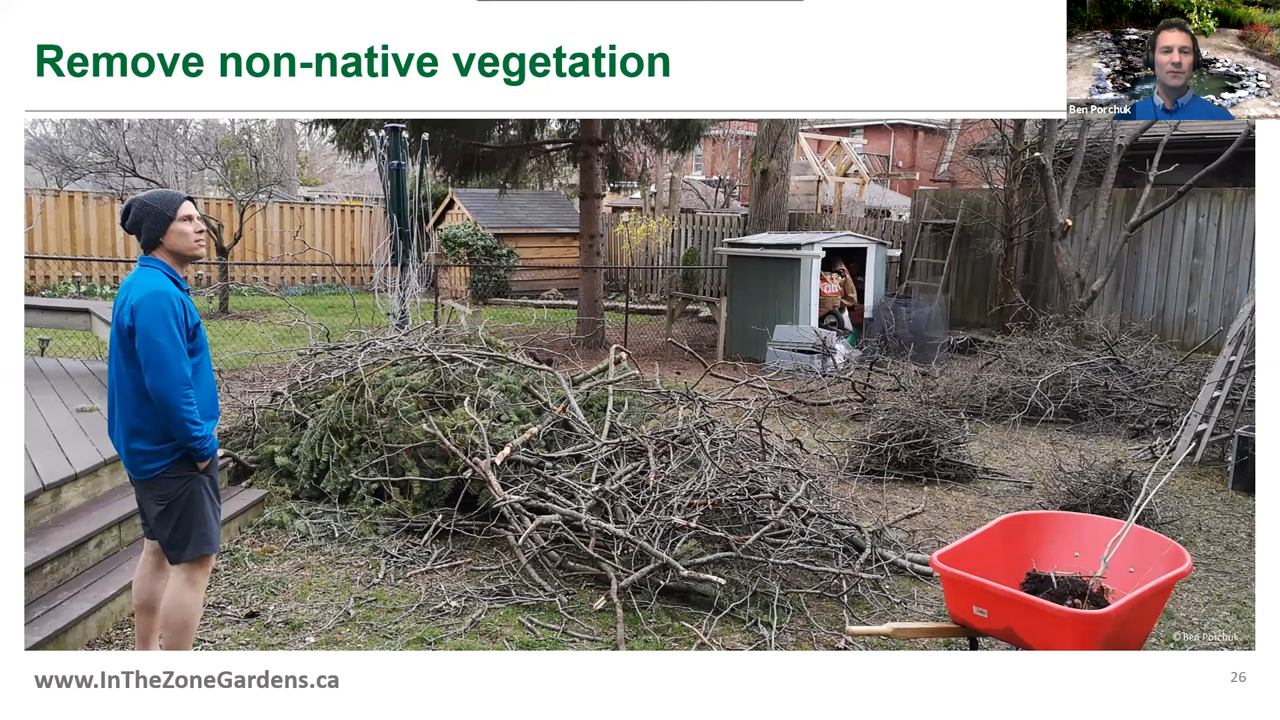 Remove non-native vegetation
Ben Porchuk
© Ben Porchuk
www.InTheZoneGardens.ca
26